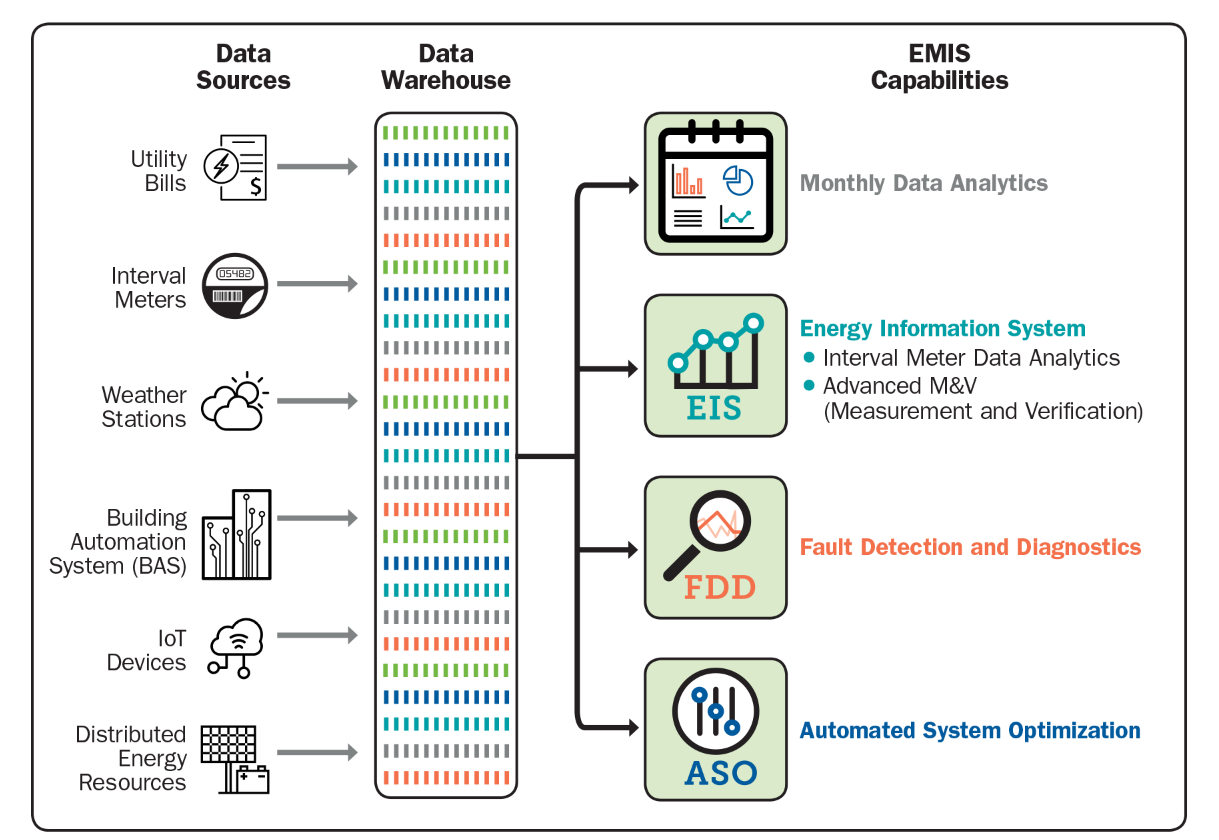 Data
Sources
Data
Warehouse
EMIS
Capabilities
Utility
Bills
$
Interval
Meters
05482
Weather
Stations
Building
Automation
System (BAS)
IoT
Devices
Distributed
Energy
Resources
+ −
Monthly Data Analytics
EIS
Energy Information System
● Interval Meter Data Analytics
● Advanced M&V
(Measurement and Verification)
FDD
Fault Detection and Diagnostics
ASO
Automated System Optimization